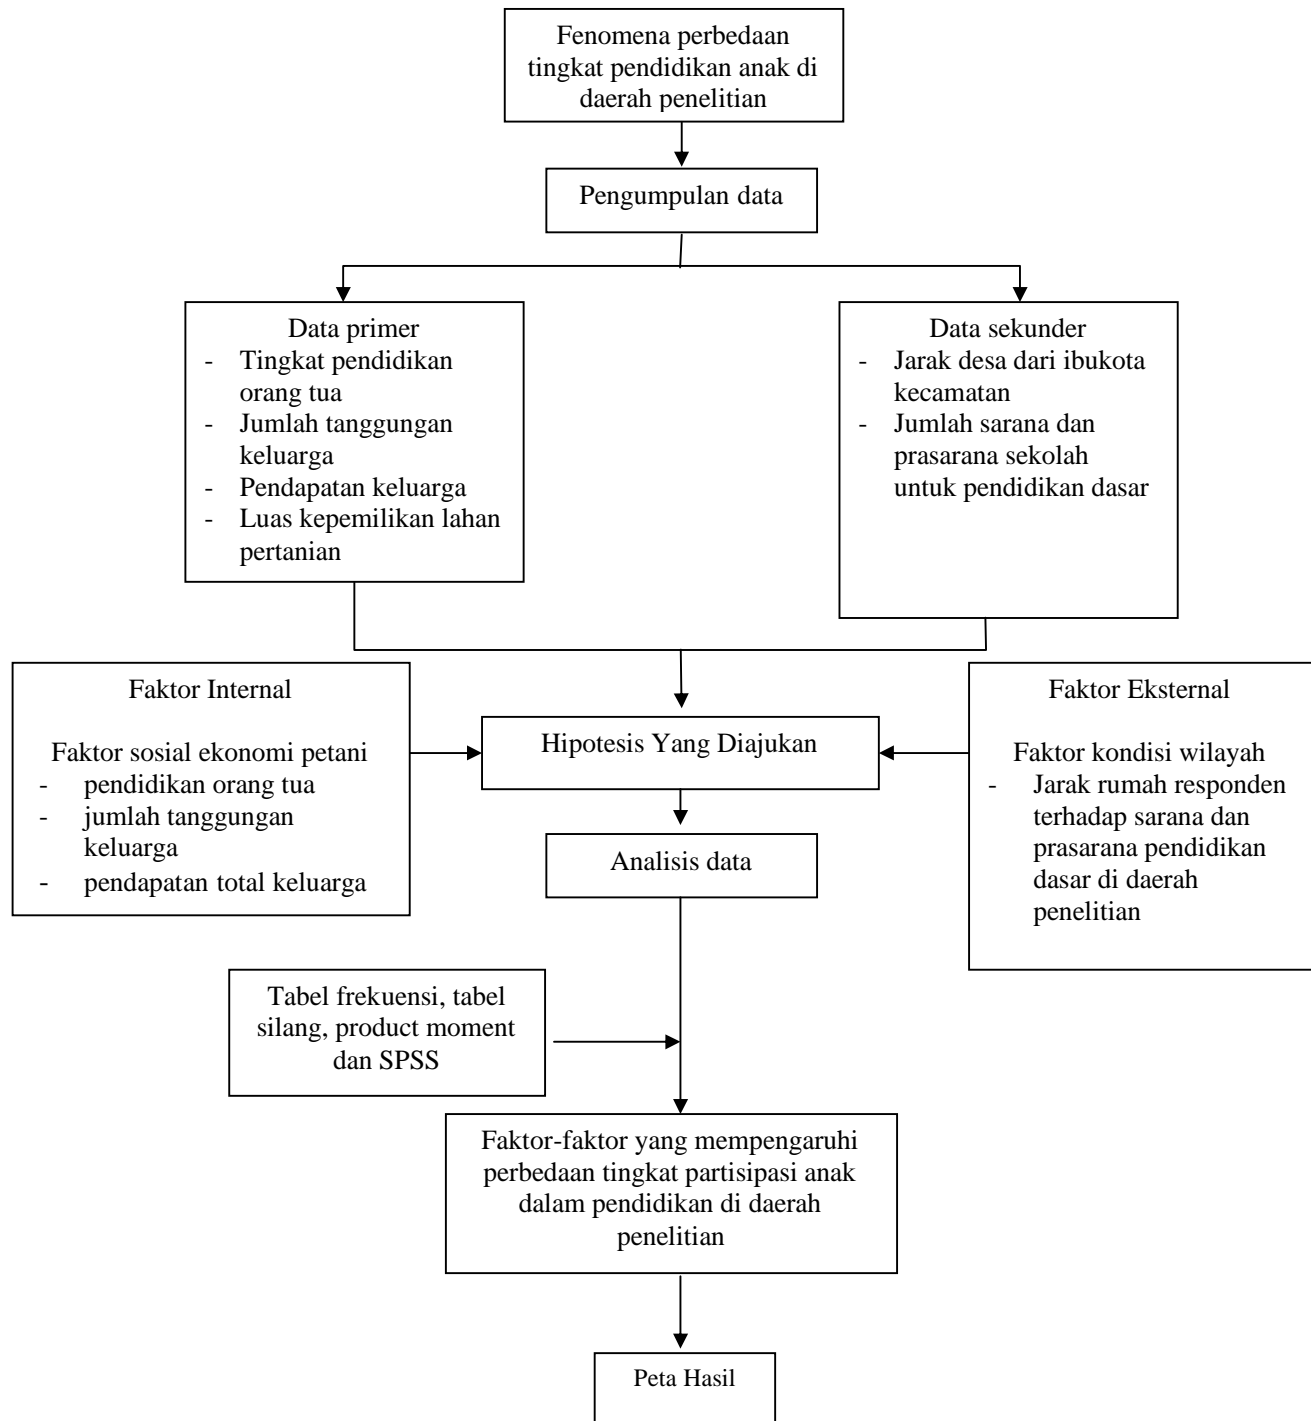 Fenomena perbedaan
tingkat pendidikan anak di
daerah penelitian
Pengumpulan data
Data primer
- Tingkat pendidikan
orang tua
- Jumlah tanggungan
keluarga
- Pendapatan keluarga
- Luas kepemilikan lahan
pertanian
Data sekunder
- Jarak desa dari ibukota
kecamatan
- Jumlah sarana dan
prasarana sekolah
untuk pendidikan dasar
Faktor Internal
Faktor sosial ekonomi petani
- pendidikan orang tua
- jumlah tanggungan
keluarga
- pendapatan total keluarga
Hipotesis Yang Diajukan
Faktor Eksternal
Faktor kondisi wilayah
- Jarak rumah responden
terhadap sarana dan
prasarana pendidikan
dasar di daerah
penelitian
Analisis data
Tabel frekuensi, tabel
silang, product moment
dan SPSS
Faktor-faktor yang mempengaruhi
perbedaan tingkat partisipasi anak
dalam pendidikan di daerah
penelitian
Peta Hasil